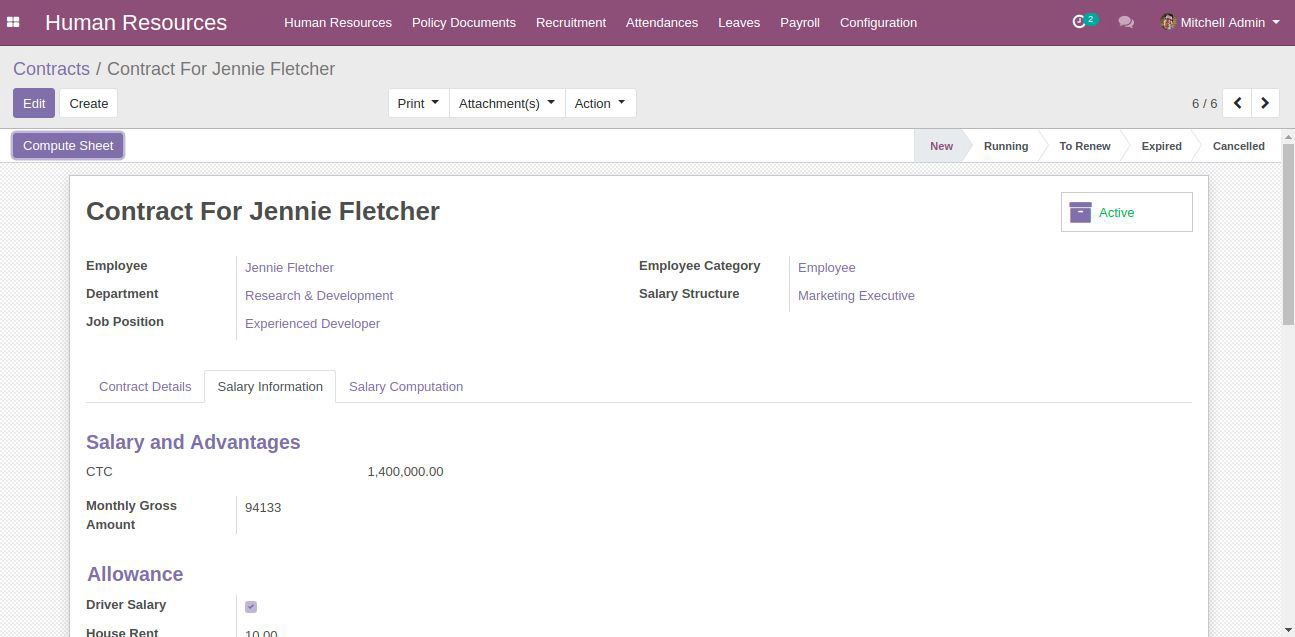 Human Resources Human Resources Policy Documents Recruitment Attendances Leaves Payroll Configuration 2 Mitchell Admin
Contracts / Contract For Jennie Fletcher
Edit Create Print Attachment(s) Action 6 / 6
Compute Sheet New Running To Renew Expired Cancelled
Contract For Jennie Fletcher Active
Employee Jennie Fletcher Employee Category Employee
Department Research & Development Salary Structure Marketing Executive
Job Position Experienced Developer
Contract Details Salary Information Salary Computation
Salary and Advantages
CTC 1,400,000.00
Monthly Gross
Amount 94133
Allowance
Driver Salary
House Rent 10.00